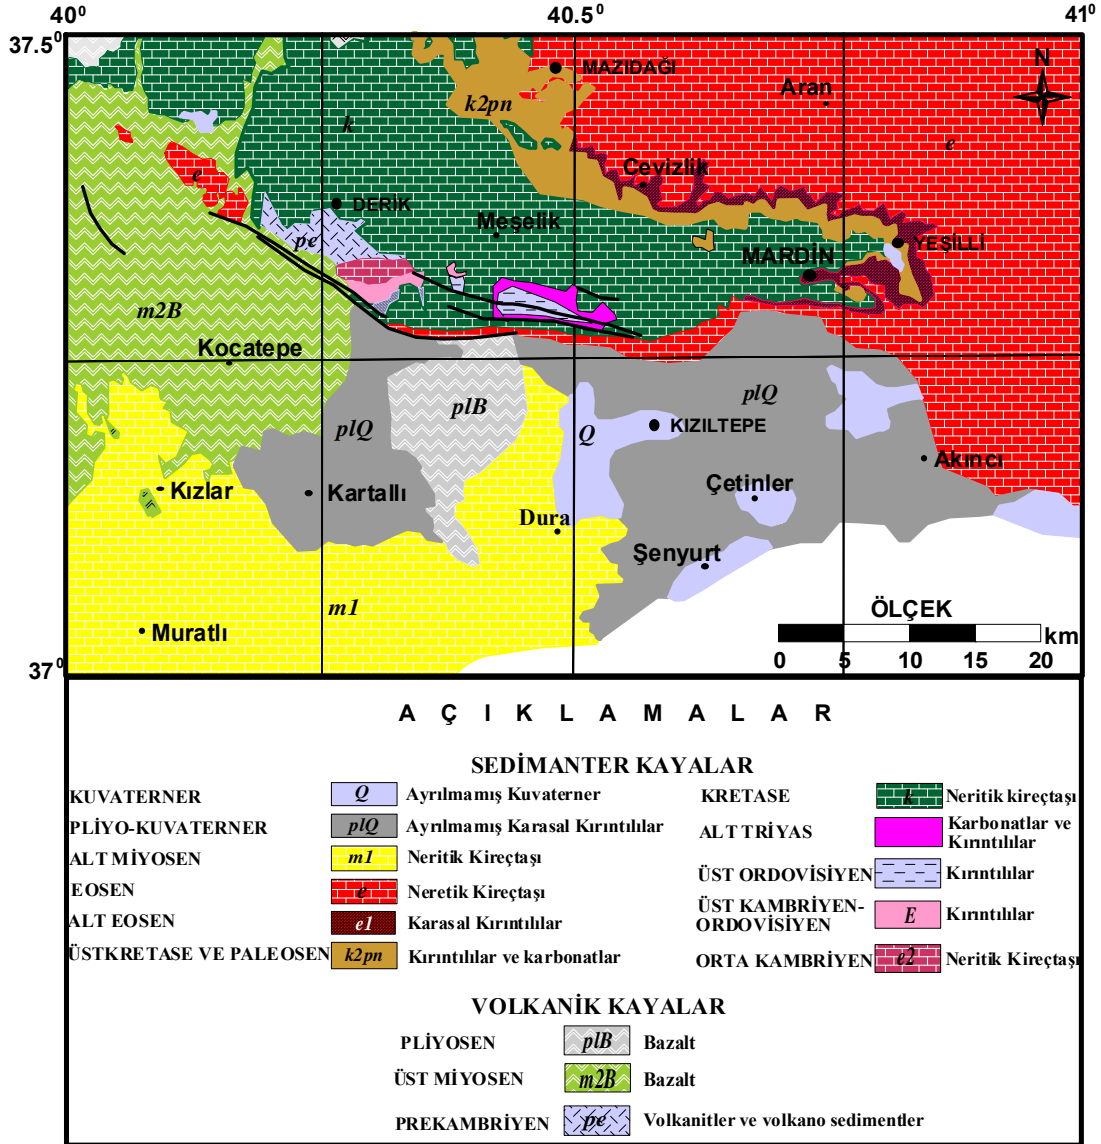 40⁰ 40.5⁰ 41⁰
37.5⁰
N
MAZIDAĞI
Aran
k2pn
k
e
Cevizlik
e
DERİK
Meşelik
pe
YEŞİLLİ
MARDİN
m2B
Kocatepe
plB
plQ
plQ
Q
KIZILTEPE
Akıncı
Kızlar
Kartallı
Çetinler
Dura
Şenyurt
m1
Muratlı
ÖLÇEK
km
0 5 10 15 20
37⁰
A Ç I K L A M A L A R
SEDİMANTER KAYALAR
KUVATERNER Q Ayrılmamış Kuvaterner
PLİYO-KUVATERNER plQ Ayrılmamış Karasal Kırıntılılar
ALT MİYOSEN m1 Neritik Kireçtaşı
EOSEN e Neretik Kireçtaşı
ALT EOSEN e1 Karasal Kırıntılılar
ÜSTKRETASE VE PALEOSEN k2pn Kırıntılılar ve karbonatlar
KRETASE k Neritik kireçtaşı
ALT TRİYAS Karbonatlar ve
Kırıntılılar
ÜST ORDOVİSİYEN Kırıntılılar
ÜST KAMBRİYEN-
ORDOVİSİYEN E Kırıntılılar
ORTA KAMBRİYEN e2 Neritik Kireçtaşı
VOLKANİK KAYALAR
PLİYOSEN plB Bazalt
ÜST MİYOSEN m2B Bazalt
PREKAMBRİYEN pe Volkanitler ve volkano sedimentler